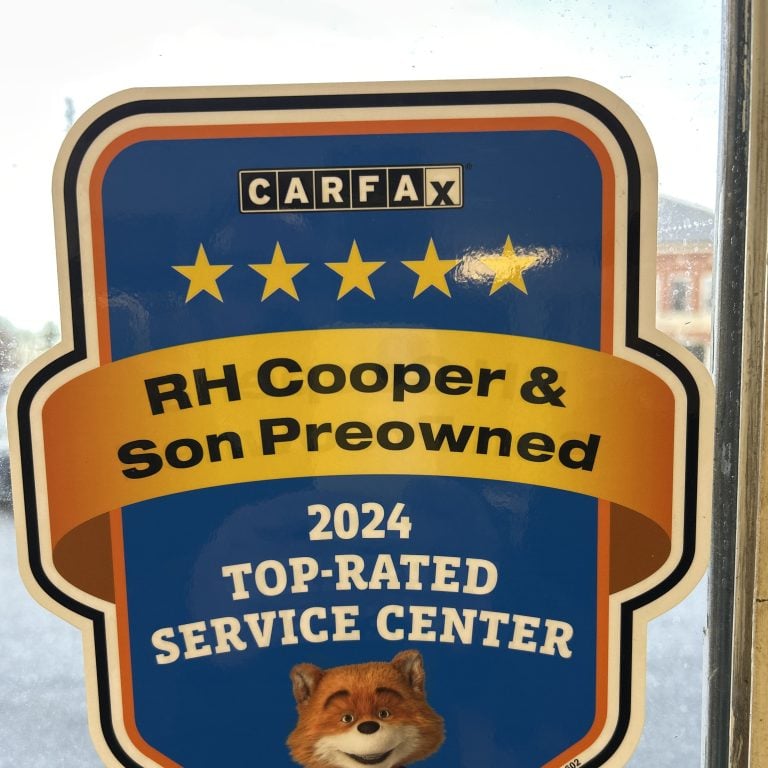 CARFAX
RH Cooper &
Son Preowned
2024
TOP-RATED
SERVICE CENTER